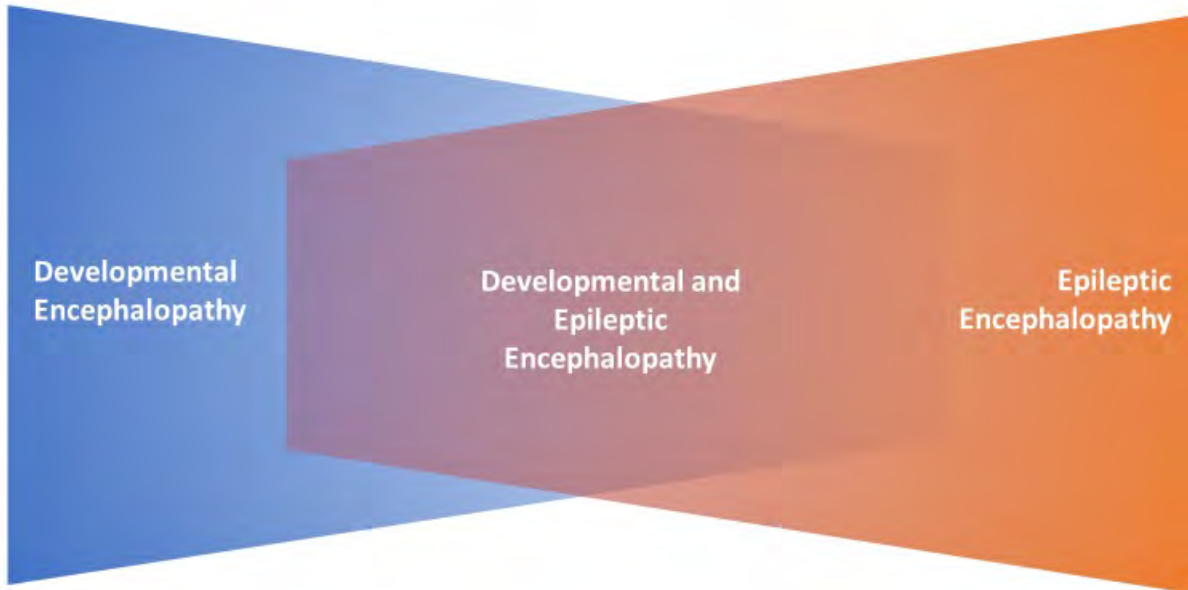 Developmental
Encephalopathy
Developmental and
Epileptic
Encephalopathy
Epileptic
Encephalopathy